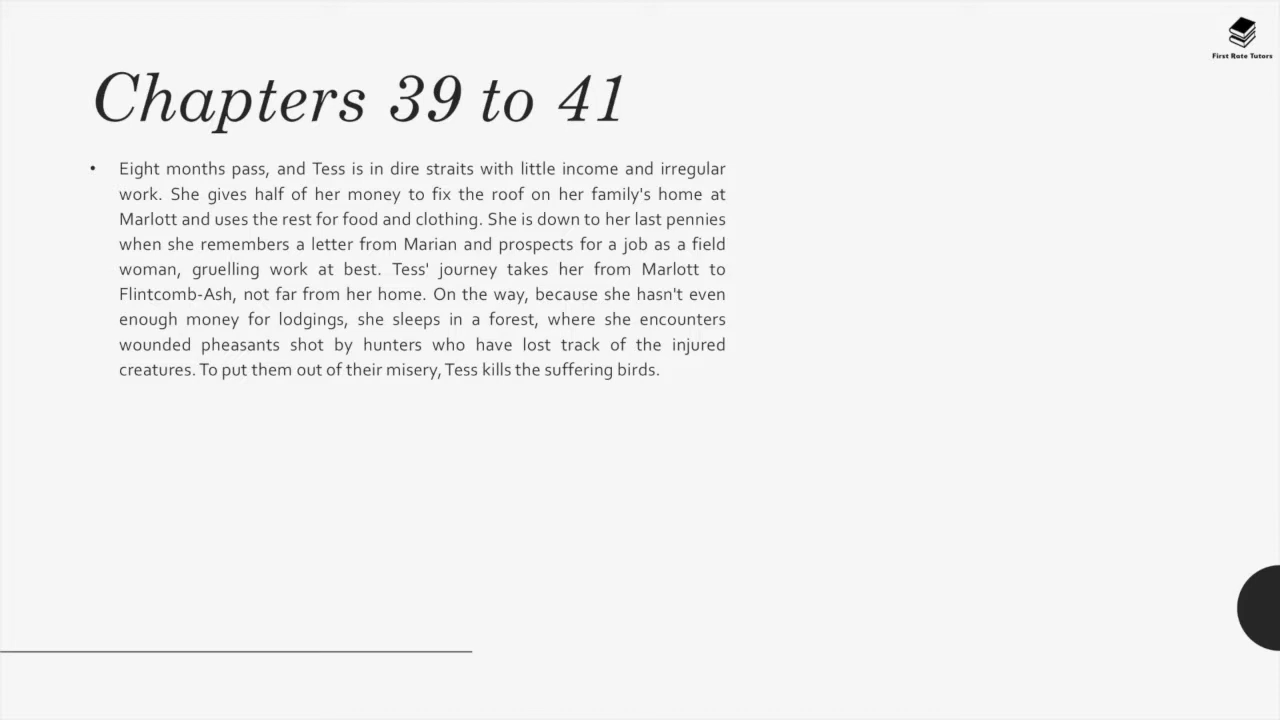 First Rate Tutors
Chapters 39 to 41
• Eight months pass, and Tess is in dire straits with little income and irregular
work. She gives half of her money to fix the roof on her family's home at
Marlott and uses the rest for food and clothing. She is down to her last pennies
when she remembers a letter from Marian and prospects for a job as a field
woman, gruelling work at best. Tess' journey takes her from Marlott to
Flintcomb-Ash, not far from her home. On the way, because she hasn't even
enough money for lodgings, she sleeps in a forest, where she encounters
wounded pheasants shot by hunters who have lost track of the injured
creatures. To put them out of their misery, Tess kills the suffering birds.